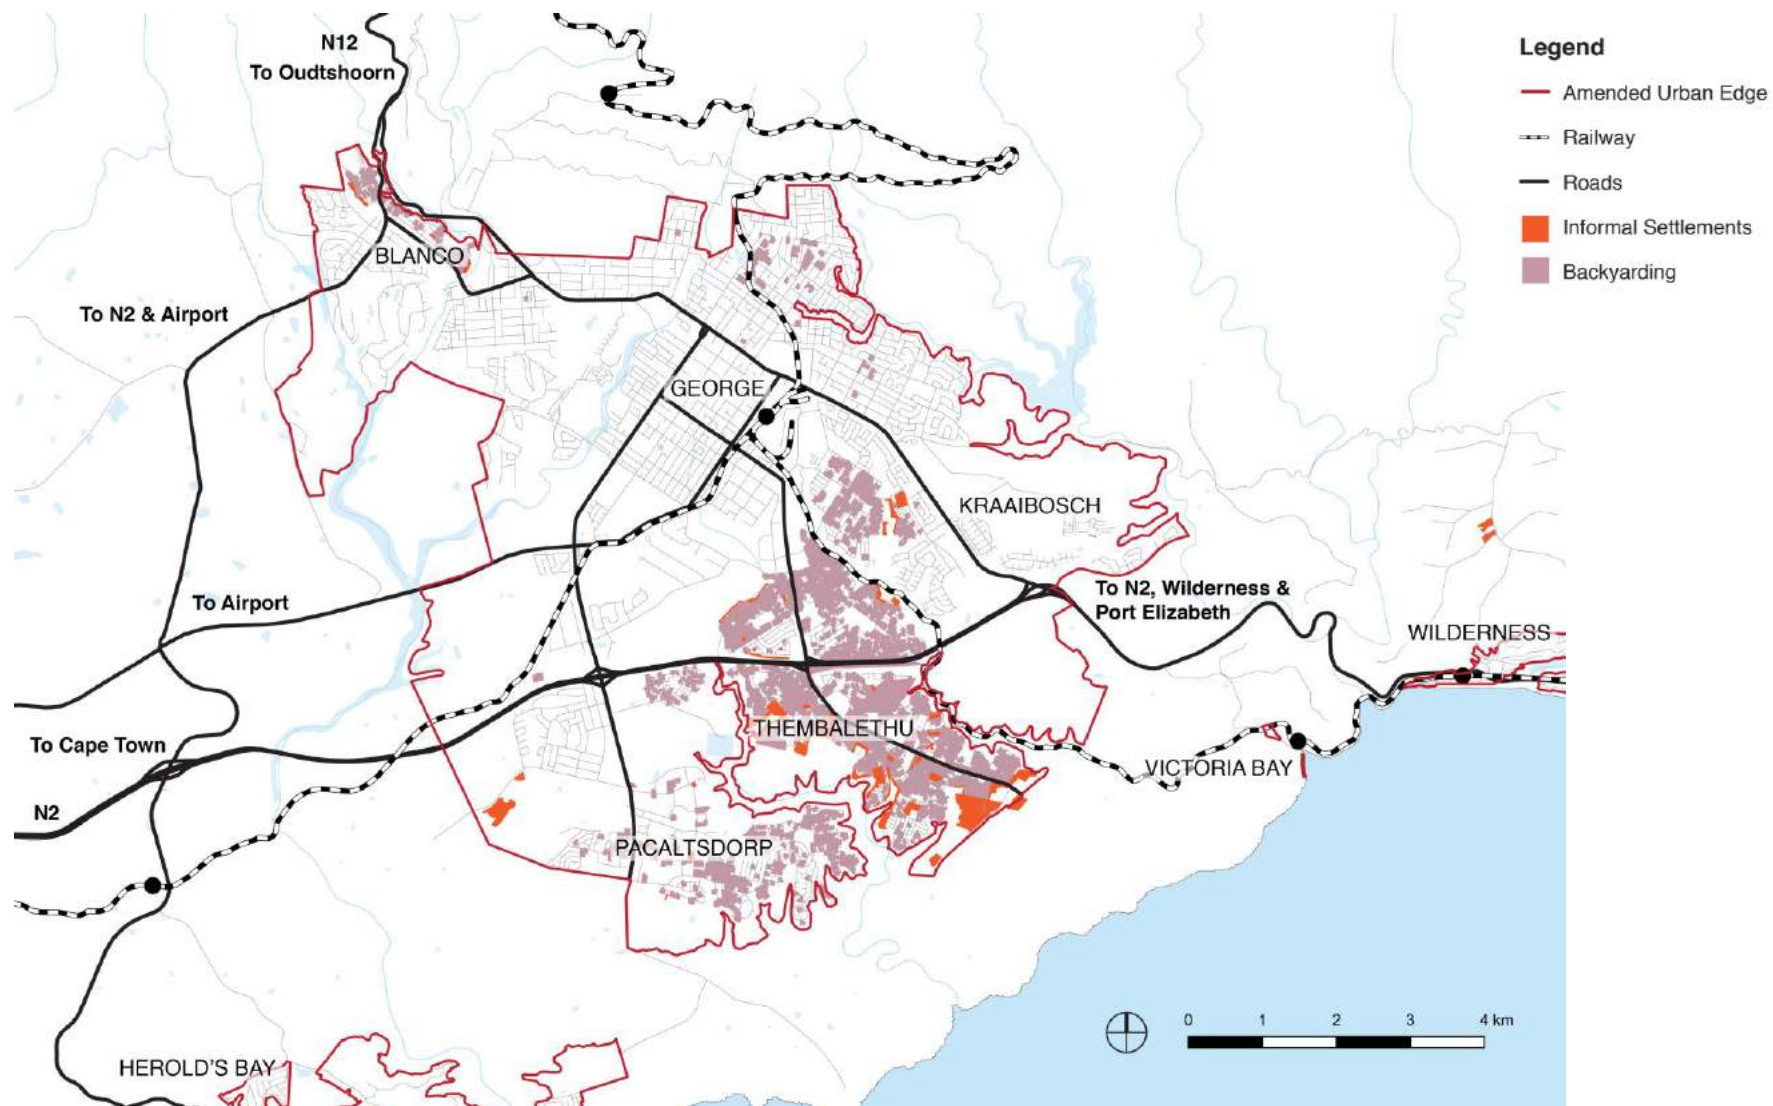 N12
To Oudtshoorn
Legend
Amended Urban Edge
Railway
Roads
Informal Settlements
Backyarding
BLANCO
To N2 & Airport
GEORGE
KRAAIBOSCH
To Airport
To N2, Wilderness &
Port Elizabeth
WILDERNESS
To Cape Town
THEMBALETHU
VICTORIA BAY
N2
PACALTSDORP
0 1 2 3 4 km
HEROLD'S BAY